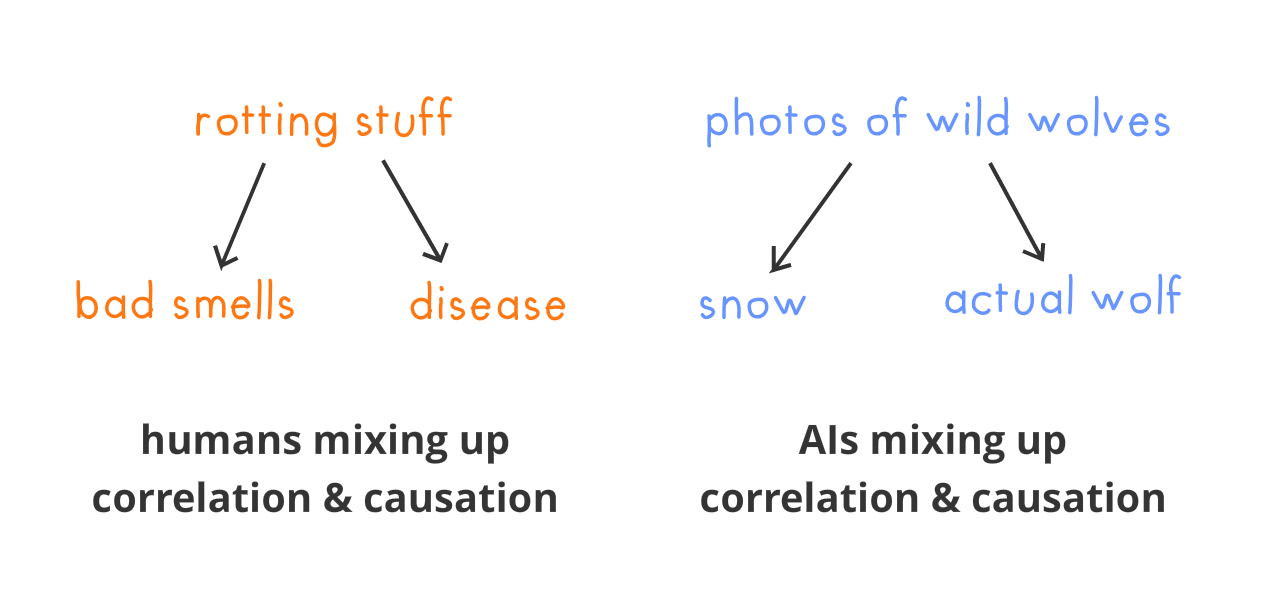 rotting stuff
bad smells
disease
humans mixing up
correlation & causation
photos of wild wolves
snow
actual wolf
AIs mixing up
correlation & causation